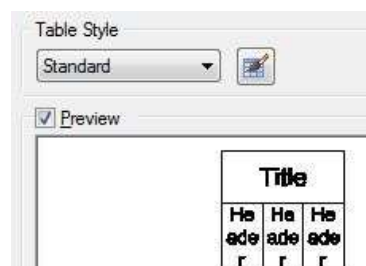 Table Style
Standard
Preview
Title
He He He
ade ade ade
r r r